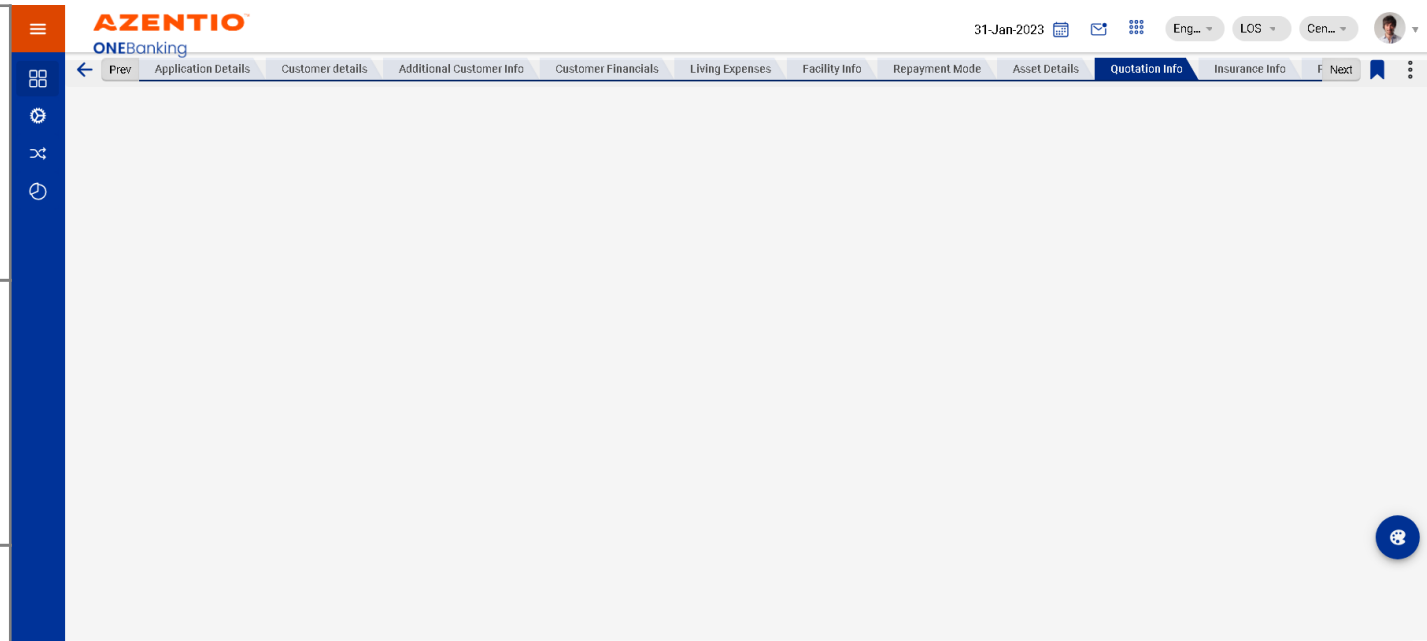 AZENTIO™
ONEBanking
31-Jan-2023
Eng...
LOS
Cen...
Prev
Application Details
Customer details
Additional Customer Info
Customer Financials
Living Expenses
Facility Info
Repayment Mode
Asset Details
Quotation Info
Insurance Info
Next